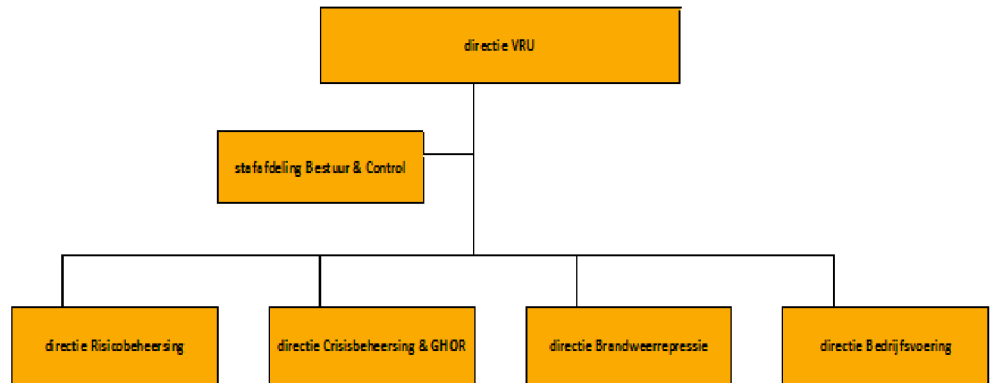 directie VRU
stafafdeling Bestuur & Control
directie Risicobeheersing
directie Crisisbeheersing & GHOR
directie Brandweerrepressie
directie Bedrijfsvoering